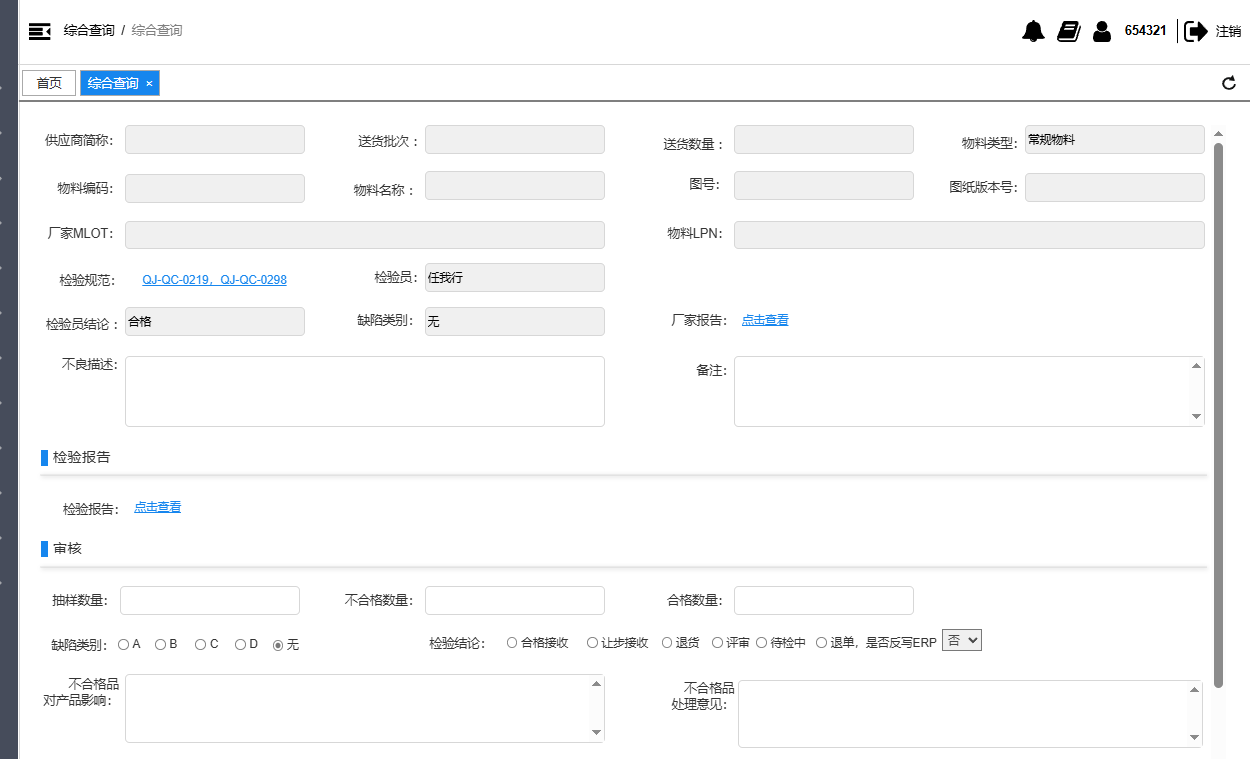 综合查询 / 综合查询
654321
注销
首页
综合查询 ×
供应商简称:
送货批次 :
送货数量 :
物料类型: 常规物料
物料编码:
物料名称 :
图号:
图纸版本号:
厂家MLOT:
物料LPN:
检验规范: QJ-QC-0219, QJ-QC-0298
检验员: 任我行
检验员结论 : 合格
缺陷类别: 无
厂家报告: 点击查看
不良描述:
备注:
检验报告
检验报告: 点击查看
审核
抽样数量:
不合格数量:
合格数量:
缺陷类别: A B C D 无
检验结论: 合格接收 让步接收 退货 评审 待检中 退单，是否反写ERP 否
不合格品
对产品影响:
不合格品
处理意见: